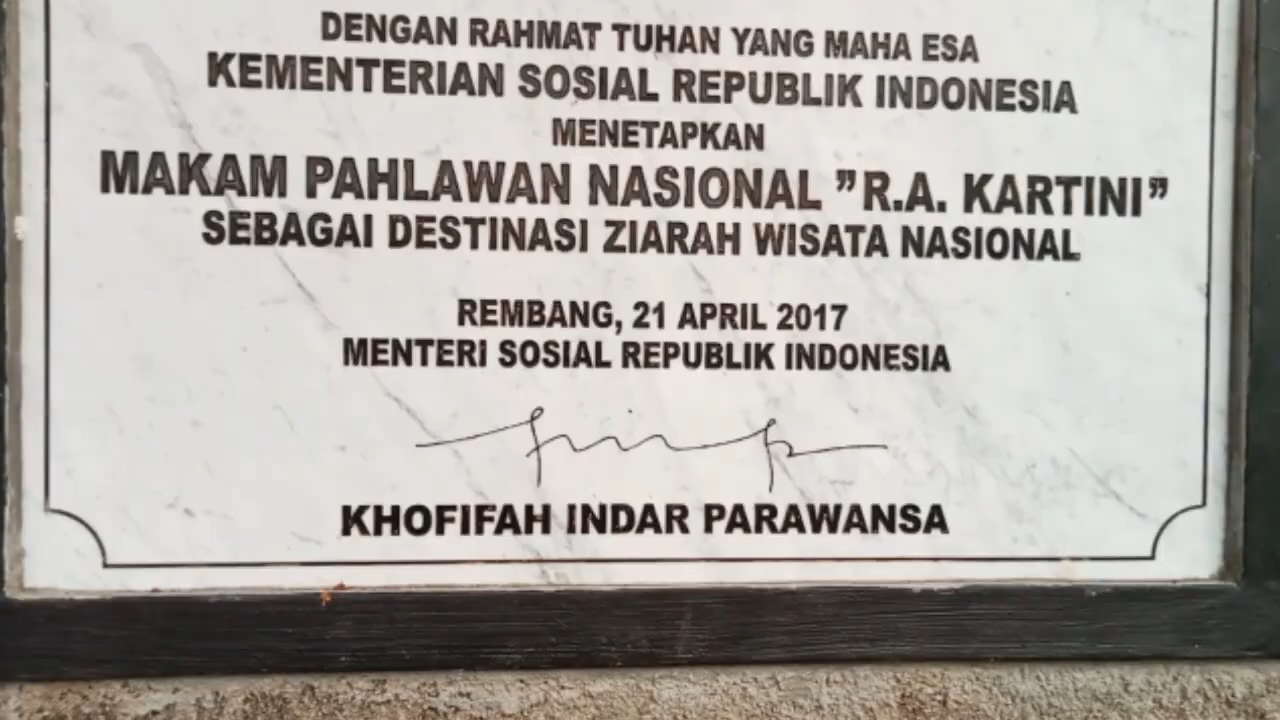 DENGAN RAHMAT TUHAN YANG MAHA ESA
KEMENTERIAN SOSIAL REPUBLIK INDONESIA
MENETAPKAN
MAKAM PAHLAWAN NASIONAL ”R.A. KARTINI”
SEBAGAI DESTINASI ZIARAH WISATA NASIONAL
REMBANG, 21 APRIL 2017
MENTERI SOSIAL REPUBLIK INDONESIA
KHOFIFAH INDAR PARAWANSA